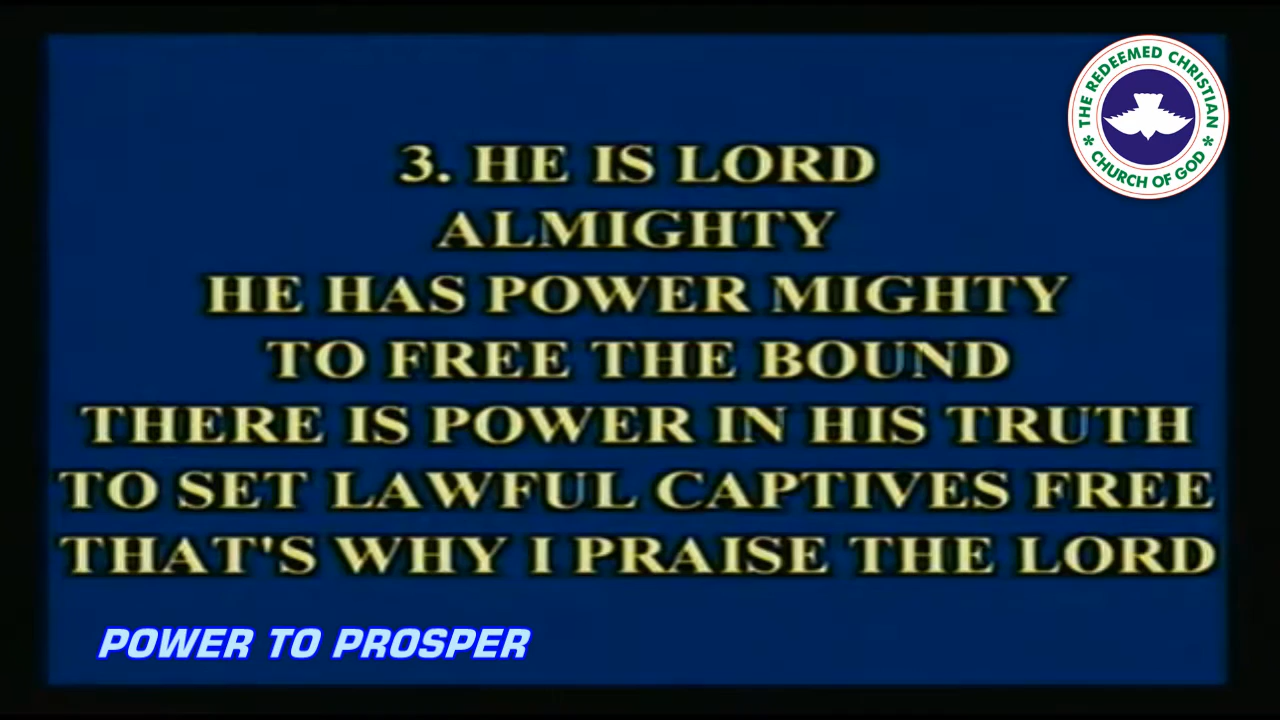 THE REDEEMED CHRISTIAN
* CHURCH OF GOD *
3. HE IS LORD
ALMIGHTY
HE HAS POWER MIGHTY
TO FREE THE BOUND
THERE IS POWER IN HIS TRUTH
TO SET LAWFUL CAPTIVES FREE
THAT'S WHY I PRAISE THE LORD
POWER TO PROSPER